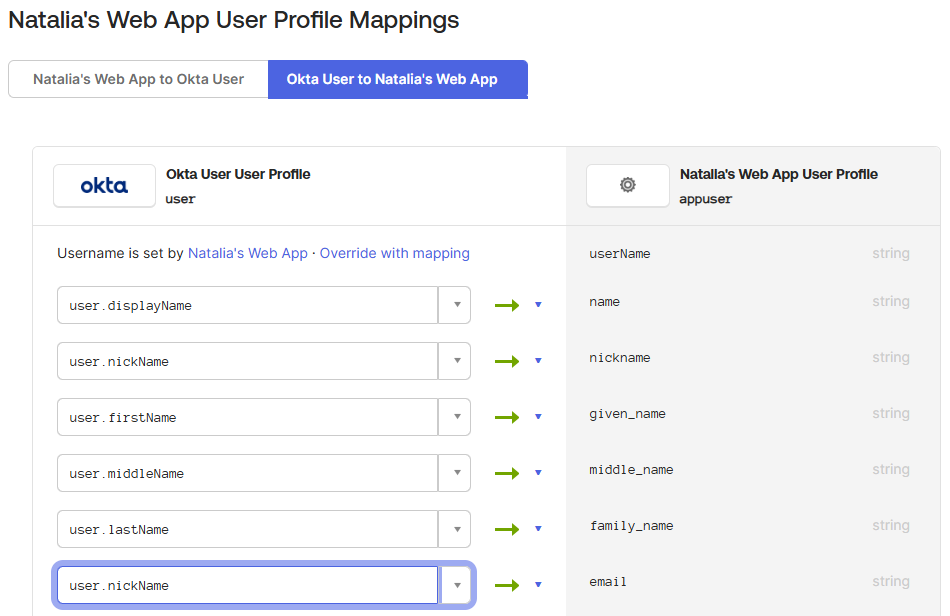 Natalia's Web App User Profile Mappings
Natalia's Web App to Okta User Okta User to Natalia's Web App
okta Okta User User Profile Natalia's Web App User Profile
user appuser
Username is set by Natalia's Web App · Override with mapping userName string
user.displayName name string
user.nickName nickname string
user.firstName given_name string
user.middleName middle_name string
user.lastName family_name string
user.nickName email string